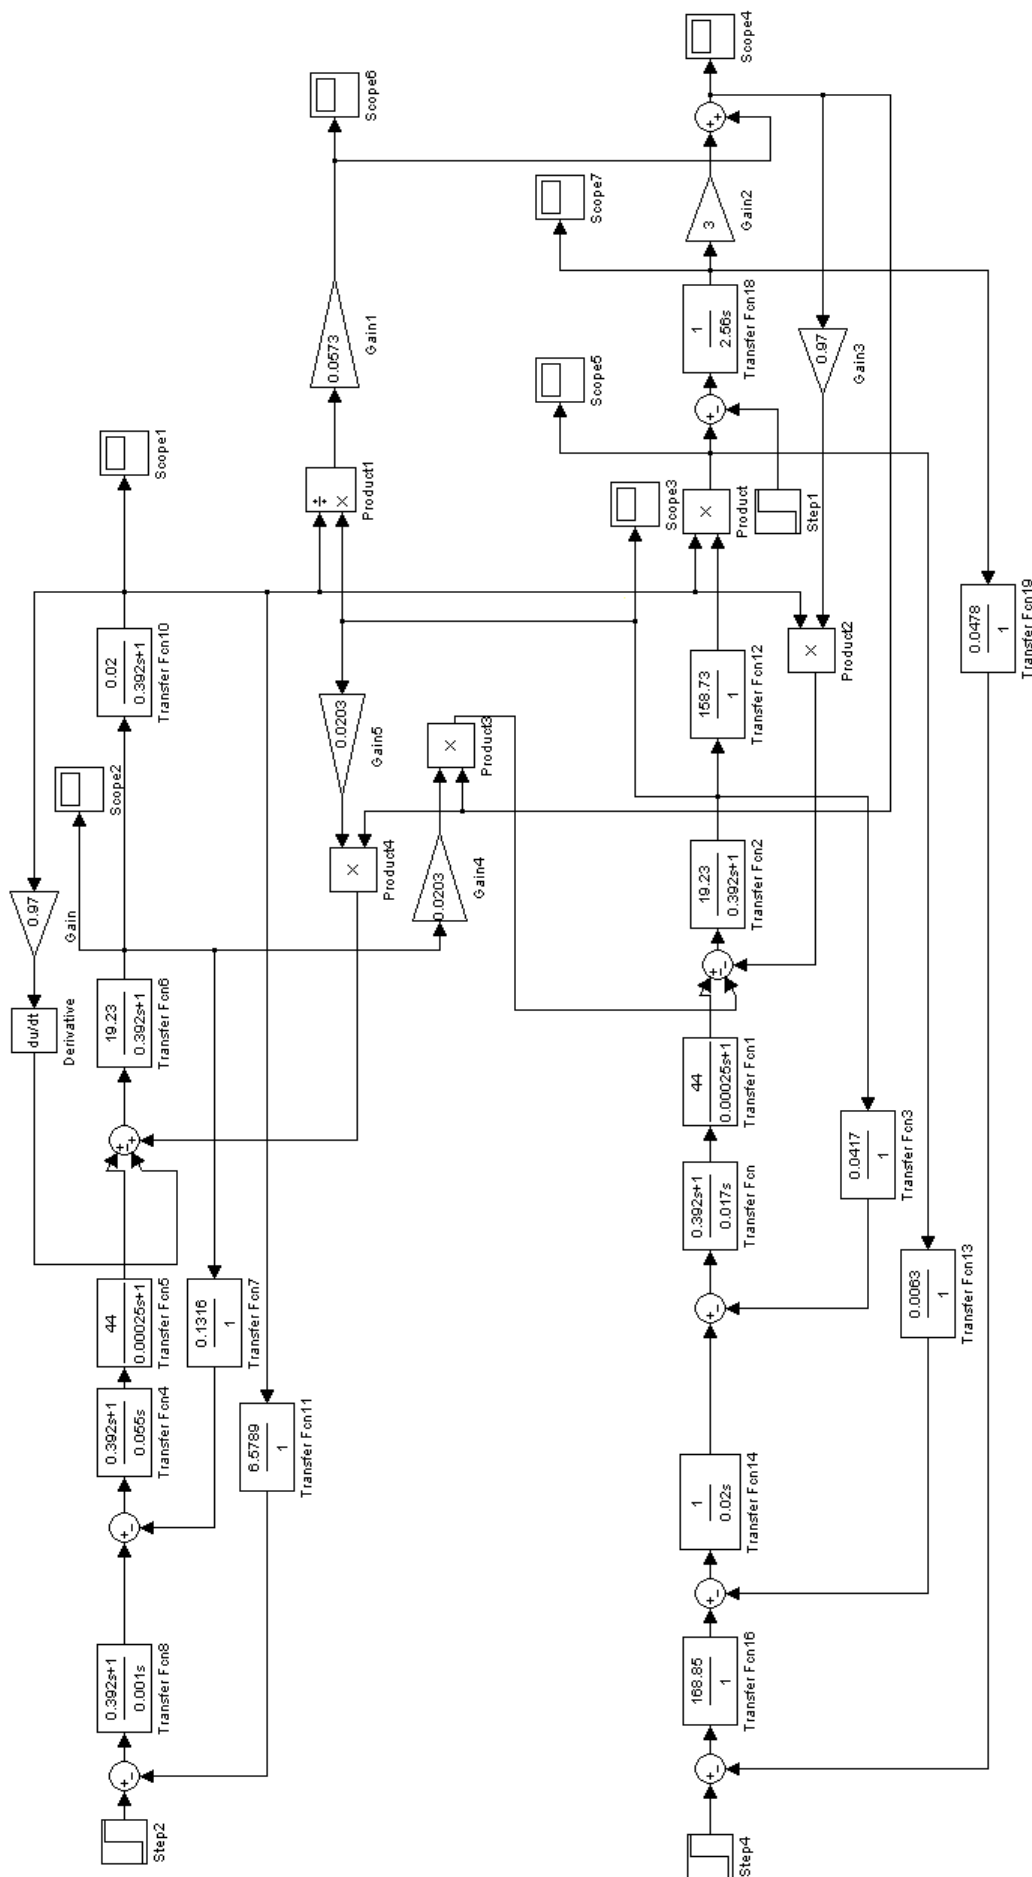 du/dt
Derivative
0.97
Gain
Step2
+
-
0.392s+1
0.001s
Transfer Fcn8
+
-
0.392s+1
0.055s
Transfer Fcn4
44
0.00025s+1
Transfer Fcn5
+
-
+
19.23
0.392s+1
Transfer Fcn6
Scope2
0.02
0.392s+1
Transfer Fcn10
Scope1
0.1316
1
Transfer Fcn7
6.5789
1
Transfer Fcn11
×
Product4
0.0203
Gain5
÷
×
Product1
0.0573
Gain1
Scope6
0.0203
Gain4
×
Product3
Scope5
Scope7
Scope3
Step4
+
-
168.85
1
Transfer Fcn16
+
-
1
0.02s
Transfer Fcn14
+
-
0.392s+1
0.017s
Transfer Fcn
44
0.00025s+1
Transfer Fcn1
+
-
-
19.23
0.392s+1
Transfer Fcn2
158.73
1
Transfer Fcn12
×
Product
+
-
1
2.56s
Transfer Fcn18
3
Gain2
+
+
Scope4
Step1
×
Product2
0.97
Gain3
0.0417
1
Transfer Fcn3
0.0063
1
Transfer Fcn13
0.0478
1
Transfer Fcn19